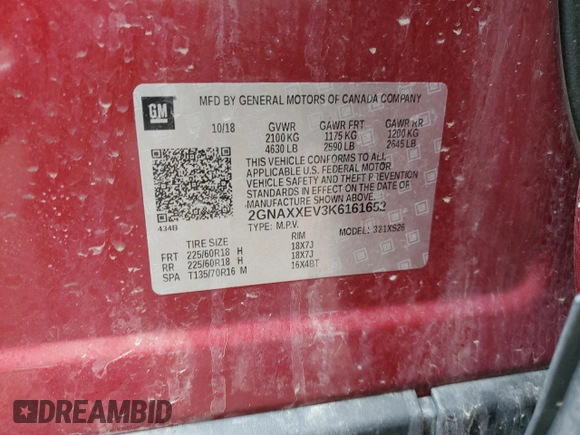 GM
MFD BY GENERAL MOTORS OF CANADA COMPANY
10/18 GVWR GAWR FRT GAWR RR
2100 KG 1175 KG 1200 KG
4630 LB 2590 LB 2645 LB
THIS VEHICLE CONFORMS TO ALL
APPLICABLE U.S. FEDERAL MOTOR
VEHICLE SAFETY AND THEFT PREVENTION
STANDARDS IN EFFECT ON THE DATE OF
MANUFACTURE SHOWN ABOVE.
434B 2GNAXXEV3K6161653
TYPE: M.P.V. MODEL: 321XS26
TIRE SIZE RIM
FRT 225/60R18 H 18X7J
RR 225/60R18 H 18X7J
SPA T135/70R16 M 16X4BT
DREAMBID